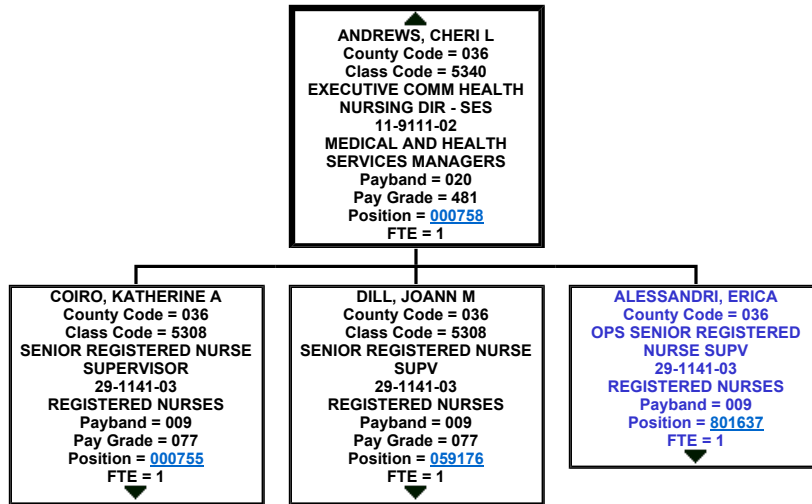 ANDREWS, CHERI L
County Code = 036
Class Code = 5340
EXECUTIVE COMM HEALTH
NURSING DIR - SES
11-9111-02
MEDICAL AND HEALTH
SERVICES MANAGERS
Payband = 020
Pay Grade = 481
Position = 000758
FTE = 1
COIRO, KATHERINE A
County Code = 036
Class Code = 5308
SENIOR REGISTERED NURSE
SUPERVISOR
29-1141-03
REGISTERED NURSES
Payband = 009
Pay Grade = 077
Position = 000755
FTE = 1
DILL, JOANN M
County Code = 036
Class Code = 5308
SENIOR REGISTERED NURSE
SUPV
29-1141-03
REGISTERED NURSES
Payband = 009
Pay Grade = 077
Position = 059176
FTE = 1
ALESSANDRI, ERICA
County Code = 036
OPS SENIOR REGISTERED
NURSE SUPV
29-1141-03
REGISTERED NURSES
Payband = 009
Position = 801637
FTE = 1